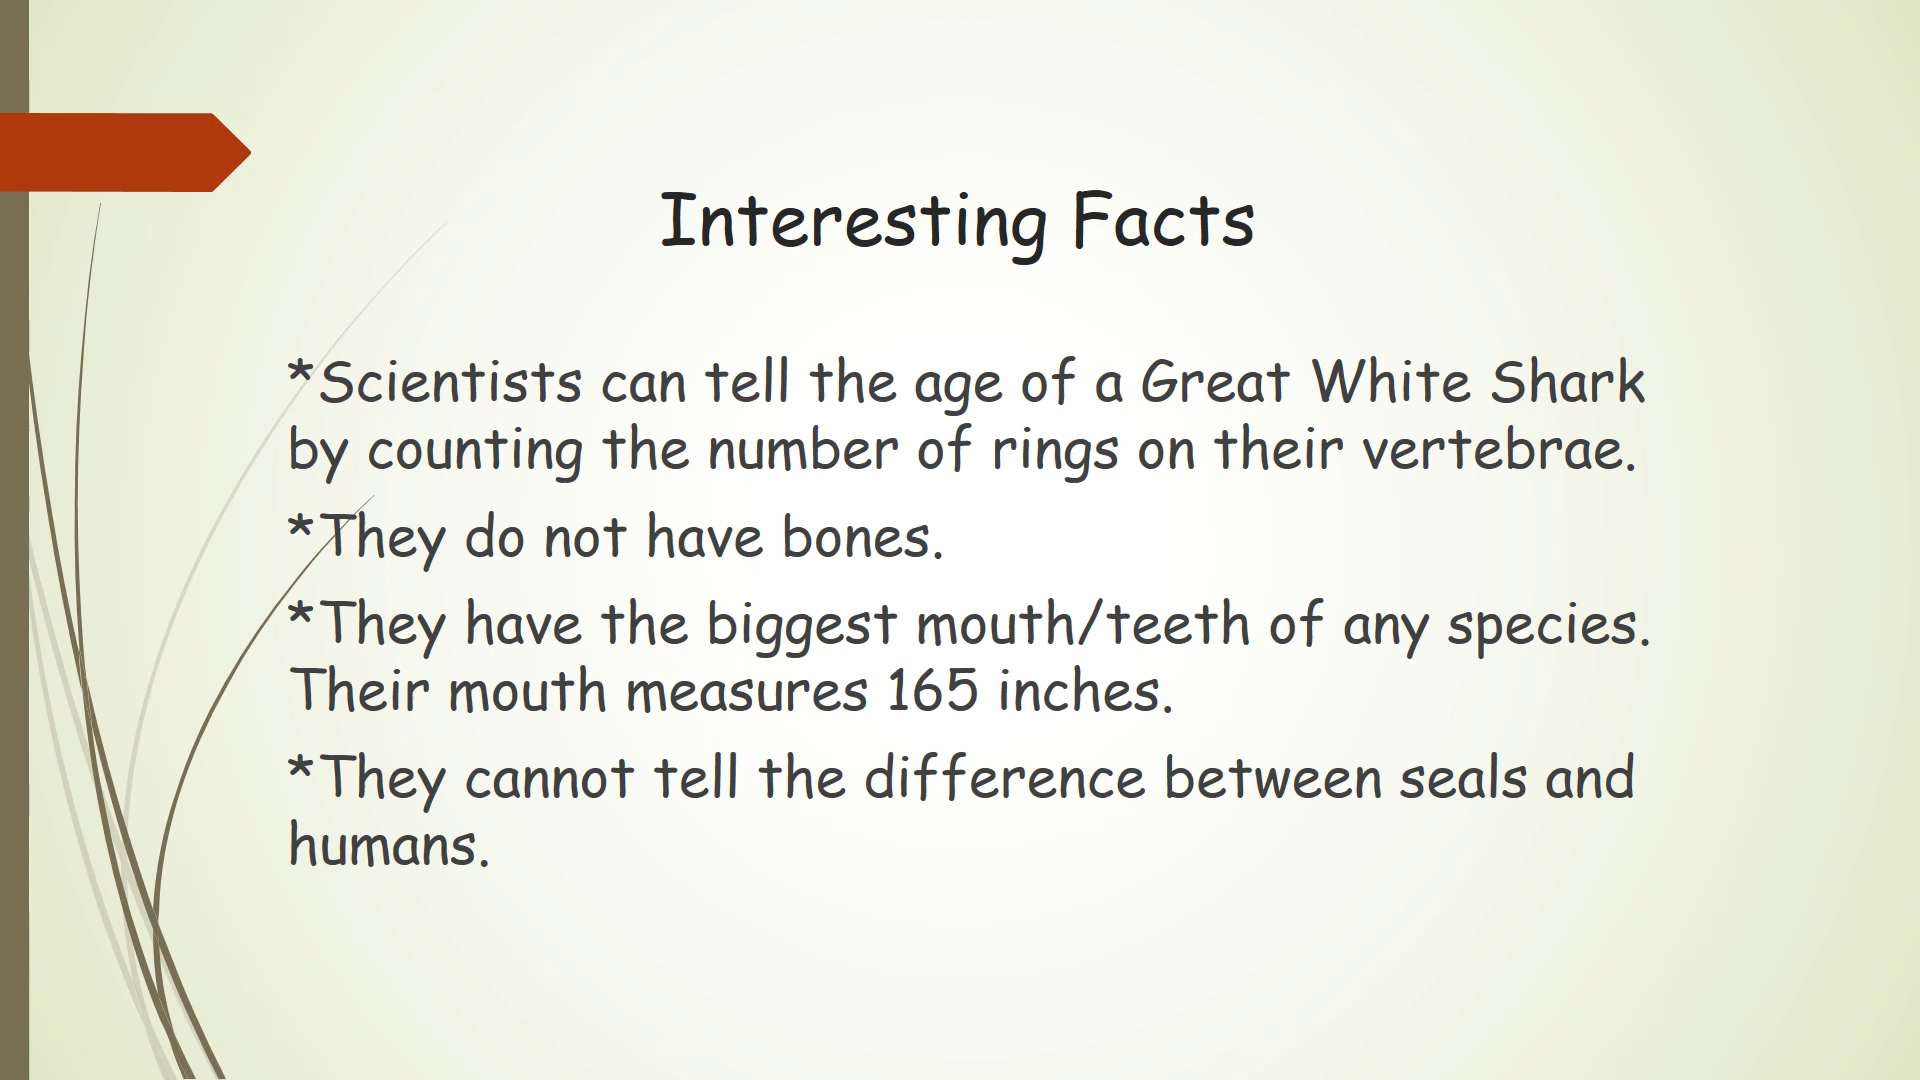 Interesting Facts
*Scientists can tell the age of a Great White Shark
by counting the number of rings on their vertebrae.
*They do not have bones.
*They have the biggest mouth/teeth of any species.
Their mouth measures 165 inches.
*They cannot tell the difference between seals and
humans.